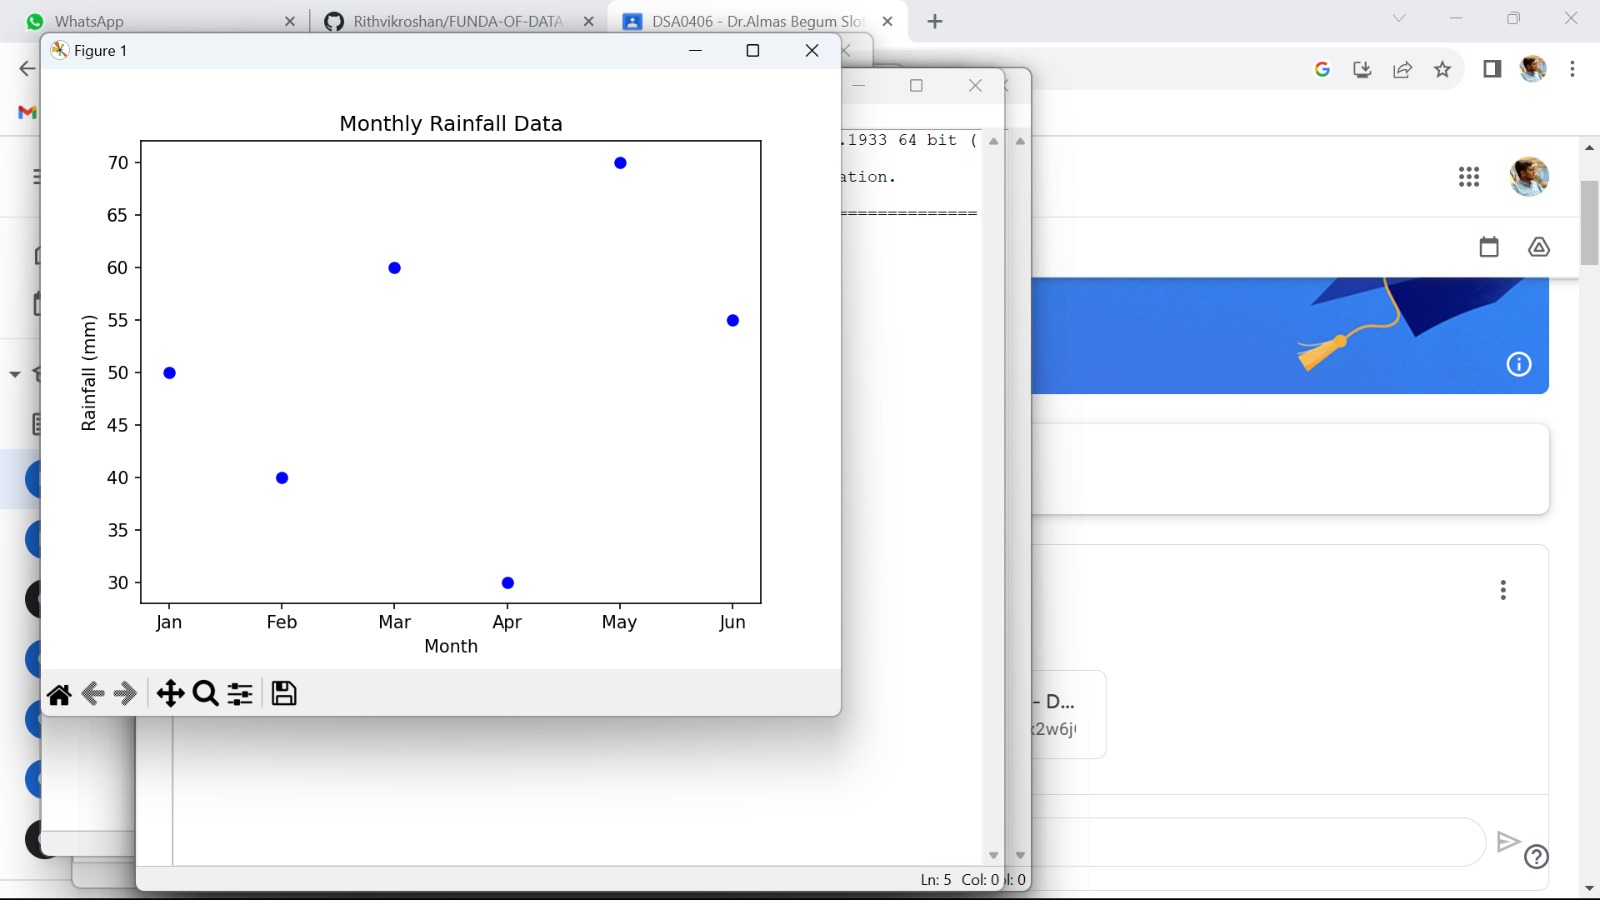 WhatsApp
Rithvikroshan/FUNDA-OF-DATA
DSA0406 - Dr.Almas Begum Slot
Figure 1
.1933 64 bit (
ation.
==============
Monthly Rainfall Data
70
65
60
55
50
45
40
35
30
Rainfall (mm)
Jan Feb Mar Apr May Jun
Month
- D...
Ln: 5 Col: 0
: 0